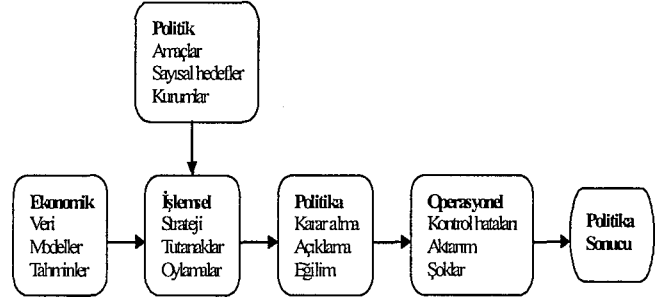 Politik
Amaçlar
Sayısal hedefler
Kurumlar
Ekonomik
Veri
Modeller
Tahminler
İşlemsel
Strateji
Tutanaklar
Oylamalar
Politika
Karar alma
Açıklama
Eğilim
Operasyonel
Kontrol hataları
Aktarım
Şoklar
Politika
Sonucu